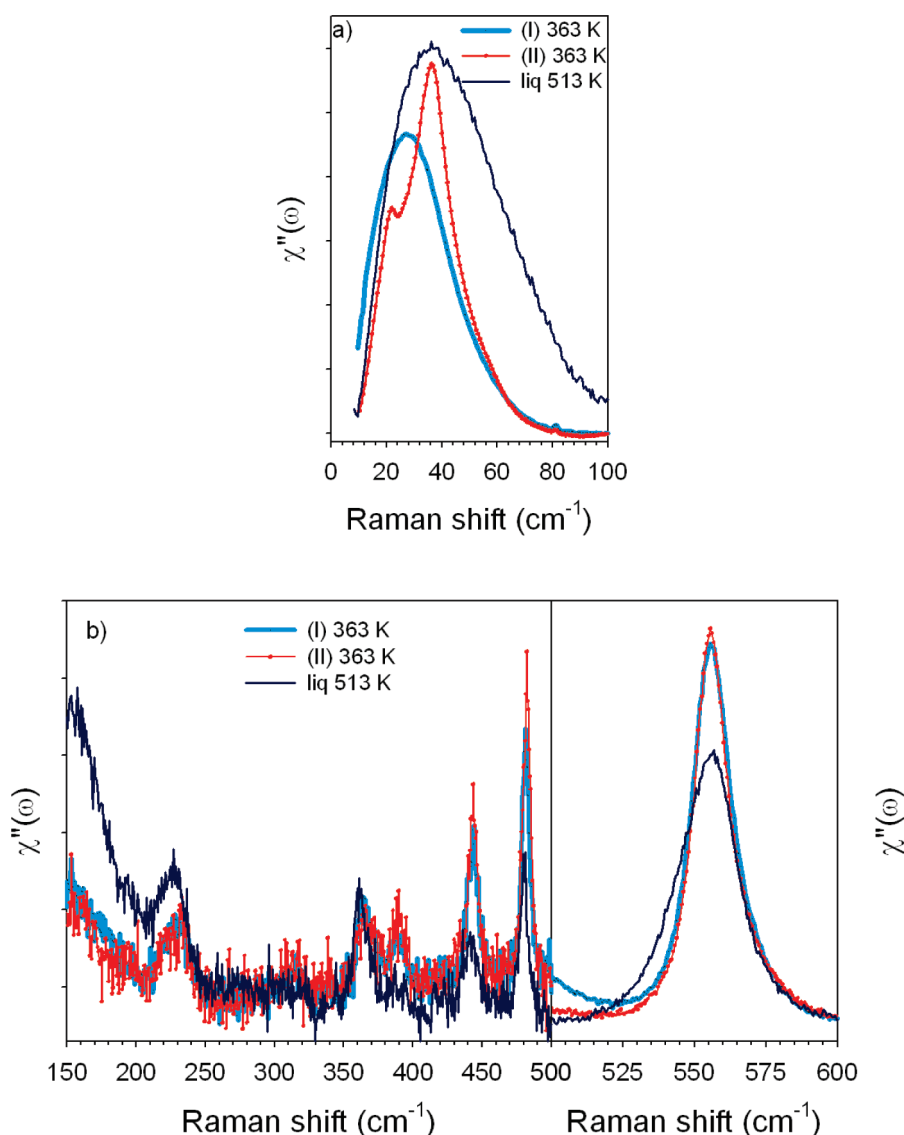 a)
(I) 363 K
(II) 363 K
liq 513 K
χ"(ω)
0 20 40 60 80 100
Raman shift (cm⁻¹)
b)
(I) 363 K
(II) 363 K
liq 513 K
χ"(ω)
χ"(ω)
150 200 250 300 350 400 450 500 525 550 575 600
Raman shift (cm⁻¹) Raman shift (cm⁻¹)